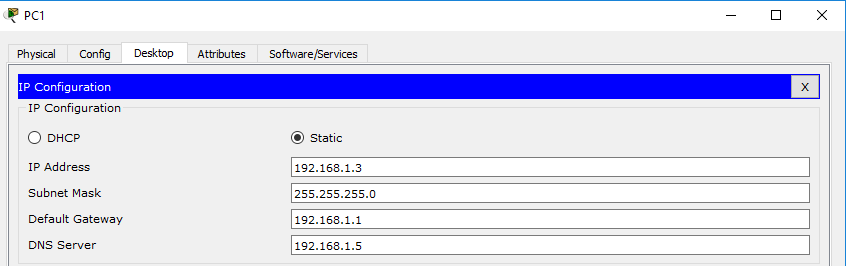 PC1
Physical Config Desktop Attributes Software/Services
IP Configuration X
IP Configuration
DHCP Static
IP Address 192.168.1.3
Subnet Mask 255.255.255.0
Default Gateway 192.168.1.1
DNS Server 192.168.1.5